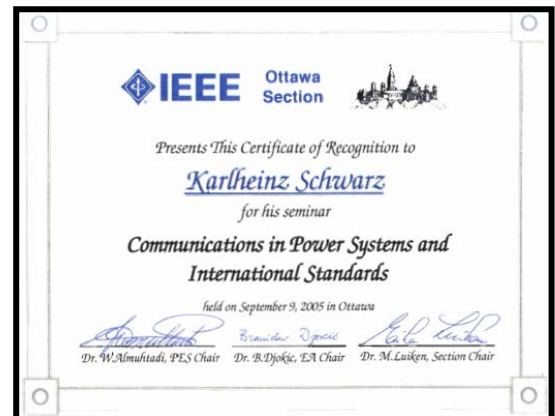 IEEE Ottawa Section
Presents This Certificate of Recognition to
Karlheinz Schwarz
for his seminar
Communications in Power Systems and
International Standards
held on September 9, 2005 in Ottawa
Branislav Djokic
Dr. W.Almuhtadi, PES Chair Dr. B.Djokic, EA Chair Dr. M.Luiken, Section Chair